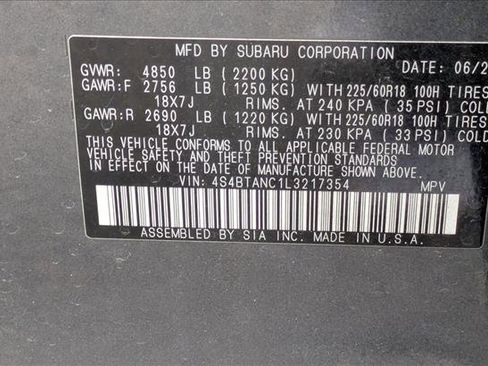 MFD BY SUBARU CORPORATION DATE: 06/2
GVWR: 4850 LB (2200 KG)
GAWR:F 2756 LB (1250 KG) WITH 225/60R18 100H TIRES
18X7J RIMS. AT 240 KPA (35 PSI) COLD
GAWR:R 2690 LB (1220 KG) WITH 225/60R18 100H TIRES
18X7J RIMS. AT 230 KPA (33 PSI) COLD
THIS VEHICLE CONFORMS TO ALL APPLICABLE FEDERAL MOTOR
VEHICLE SAFETY AND THEFT PREVENTION STANDARDS
IN EFFECT ON THE DATE OF MANUFACTURE SHOWN ABOVE.
VIN: 4S4BTANC1L3217354 MPV
ASSEMBLED BY SIA INC. IN U.S.A.